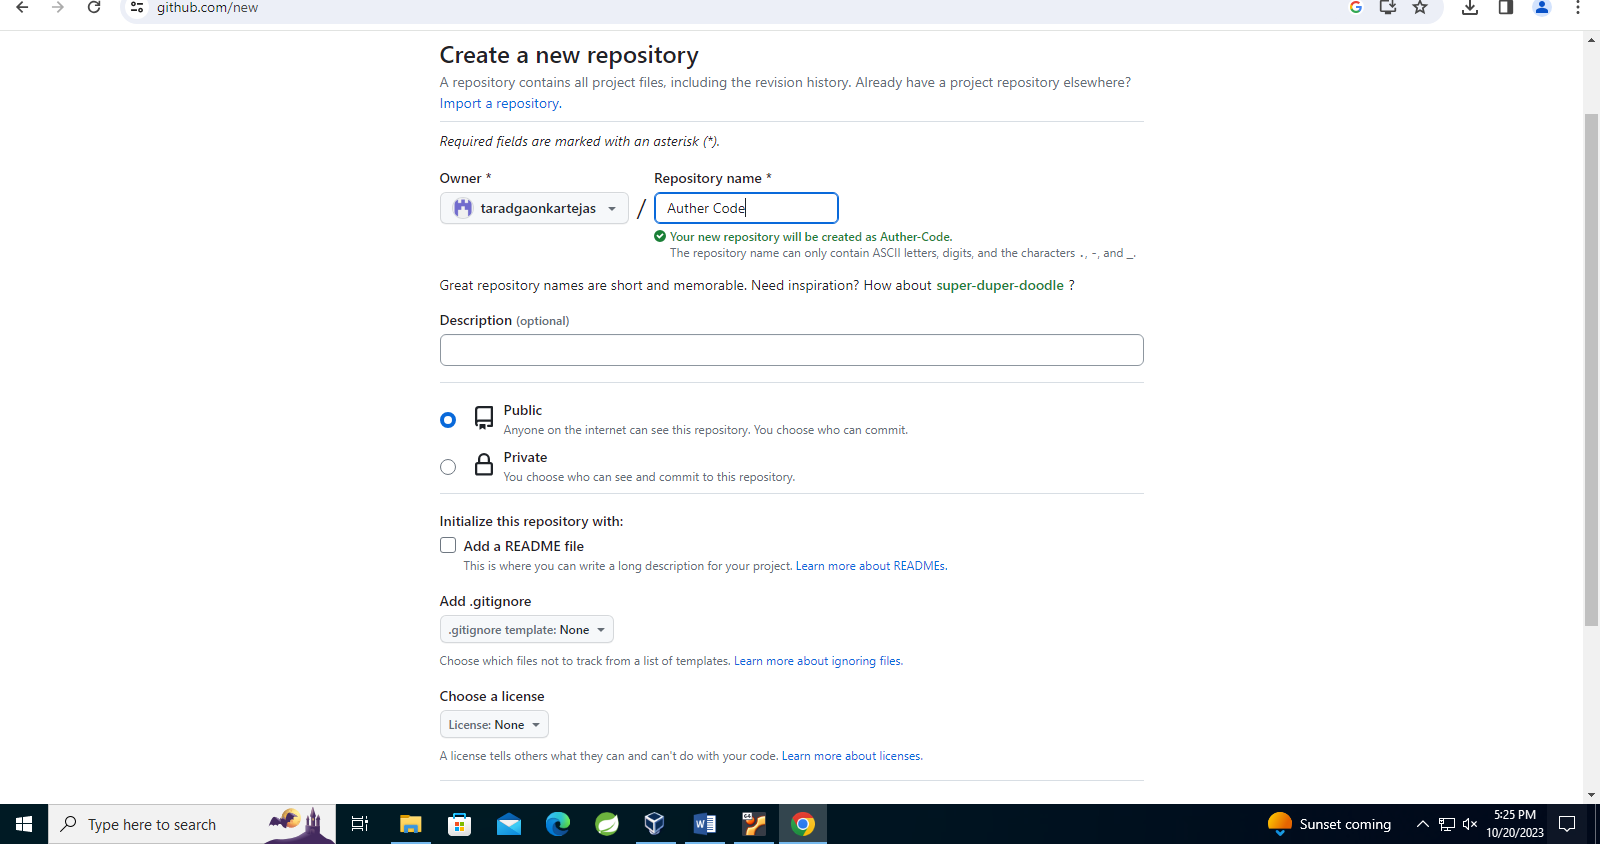 github.com/new
Create a new repository
A repository contains all project files, including the revision history. Already have a project repository elsewhere?
Import a repository.
Required fields are marked with an asterisk (*).
Owner *
Repository name *
taradgaonkartejas
/
Auther Code
Your new repository will be created as Auther-Code.
The repository name can only contain ASCII letters, digits, and the characters ., -, and _.
Great repository names are short and memorable. Need inspiration? How about super-duper-doodle ?
Description (optional)
Public
Anyone on the internet can see this repository. You choose who can commit.
Private
You choose who can see and commit to this repository.
Initialize this repository with:
Add a README file
This is where you can write a long description for your project. Learn more about READMEs.
Add .gitignore
.gitignore template: None
Choose which files not to track from a list of templates. Learn more about ignoring files.
Choose a license
License: None
A license tells others what they can and can't do with your code. Learn more about licenses.
Type here to search
Sunset coming
5:25 PM
10/20/2023